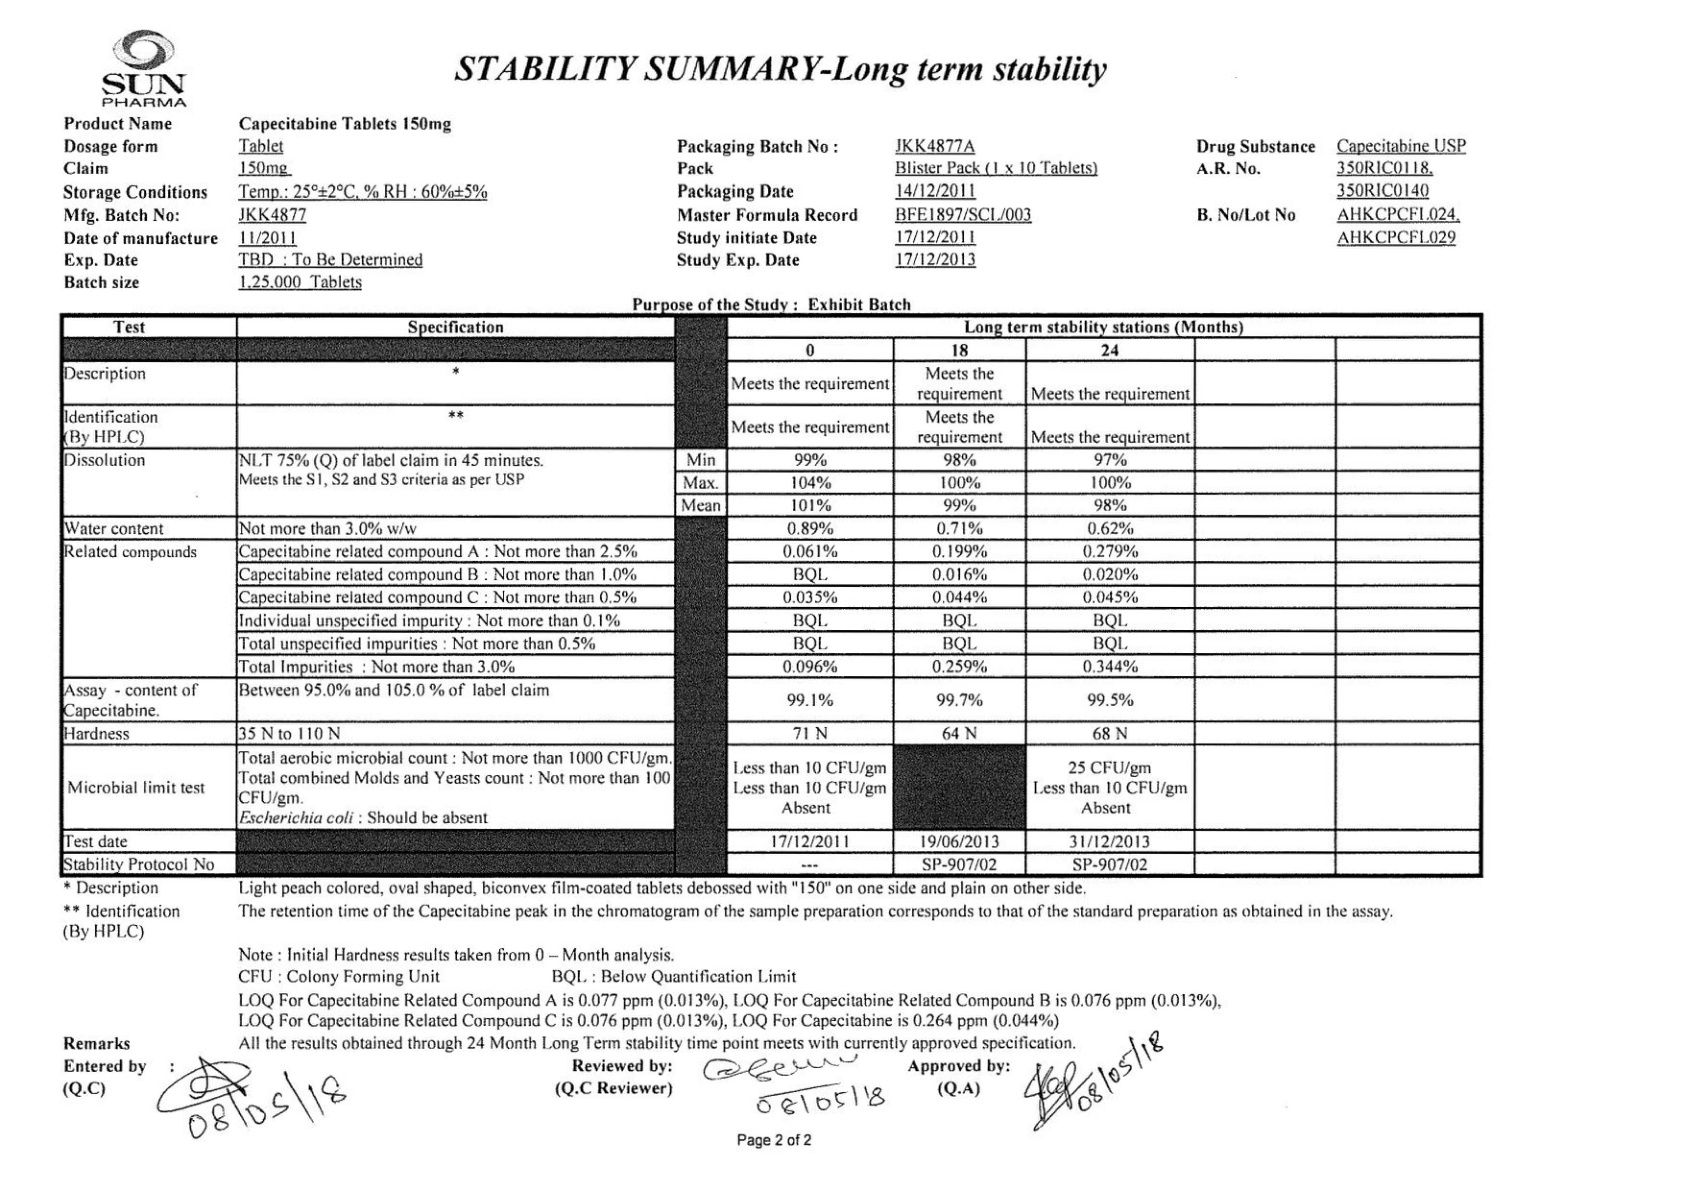 SUN
PHARMA
STABILITY SUMMARY-Long term stability
Product Name Capecitabine Tablets 150mg
Dosage form Tablet Packaging Batch No : JKK4877A Drug Substance Capecitabine USP
Claim 150mg Pack Blister Pack (1 x 10 Tablets) A.R. No. 350RIC0118,
Storage Conditions Temp.: 25°±2°C, % RH : 60%±5% Packaging Date 14/12/2011 350RIC0140
Mfg. Batch No: JKK4877 Master Formula Record BFE1897/SCL/003 B. No/Lot No AHKCPCFL024,
Date of manufacture 11/2011 Study initiate Date 17/12/2011 AHKCPCFL029
Exp. Date TBD : To Be Determined Study Exp. Date 17/12/2013
Batch size 1,25,000 Tablets
Purpose of the Study : Exhibit Batch
Test Specification Long term stability stations (Months)
0 18 24
Description * Meets the requirement Meets the requirement Meets the requirement
Identification (By HPLC) ** Meets the requirement Meets the requirement Meets the requirement
Dissolution NLT 75% (Q) of label claim in 45 minutes. Min 99% 98% 97%
Meets the S1, S2 and S3 criteria as per USP Max. 104% 100% 100%
Mean 101% 99% 98%
Water content Not more than 3.0% w/w 0.89% 0.71% 0.62%
Related compounds Capecitabine related compound A : Not more than 2.5% 0.061% 0.199% 0.279%
Capecitabine related compound B : Not more than 1.0% BQL 0.016% 0.020%
Capecitabine related compound C : Not more than 0.5% 0.035% 0.044% 0.045%
Individual unspecified impurity : Not more than 0.1% BQL BQL BQL
Total unspecified impurities : Not more than 0.5% BQL BQL BQL
Total Impurities : Not more than 3.0% 0.096% 0.259% 0.344%
Assay - content of Capecitabine. Between 95.0% and 105.0 % of label claim 99.1% 99.7% 99.5%
Hardness 35 N to 110 N 71 N 64 N 68 N
Microbial limit test
Total aerobic microbial count : Not more than 1000 CFU/gm. Less than 10 CFU/gm 25 CFU/gm
Total combined Molds and Yeasts count : Not more than 100 CFU/gm. Less than 10 CFU/gm Less than 10 CFU/gm
Escherichia coli : Should be absent Absent Absent
Test date 17/12/2011 19/06/2013 31/12/2013
Stability Protocol No --- SP-907/02 SP-907/02
* Description Light peach colored, oval shaped, biconvex film-coated tablets debossed with "150" on one side and plain on other side.
** Identification The retention time of the Capecitabine peak in the chromatogram of the sample preparation corresponds to that of the standard preparation as obtained in the assay.
(By HPLC)
Note : Initial Hardness results taken from 0 – Month analysis.
CFU : Colony Forming Unit BQL : Below Quantification Limit
LOQ For Capecitabine Related Compound A is 0.077 ppm (0.013%), LOQ For Capecitabine Related Compound B is 0.076 ppm (0.013%),
LOQ For Capecitabine Related Compound C is 0.076 ppm (0.013%), LOQ For Capecitabine is 0.264 ppm (0.044%)
Remarks All the results obtained through 24 Month Long Term stability time point meets with currently approved specification.
Entered by : Reviewed by: Approved by:
(Q.C) (Q.C Reviewer) (Q.A)
08/05/18 08/05/18 08/05/18
Page 2 of 2